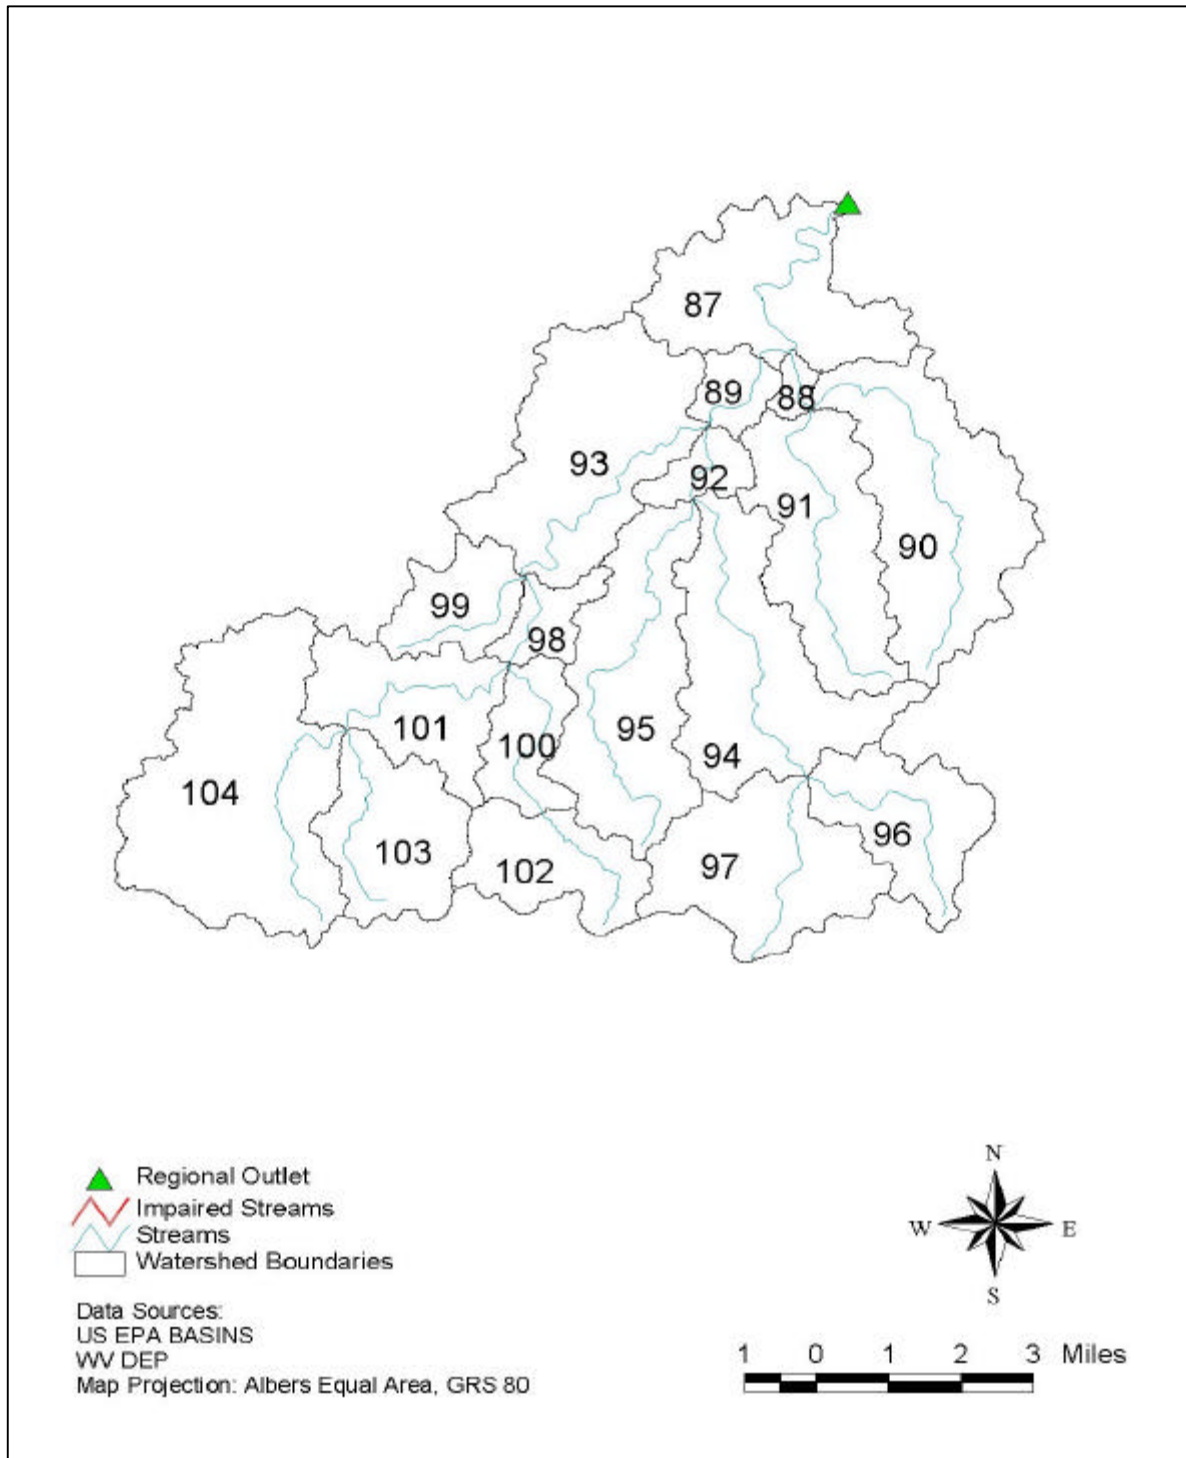 87
89
88
93
92
91
90
99
98
101
100
95
94
104
103
102
97
96
Regional Outlet
Impaired Streams
Streams
Watershed Boundaries
Data Sources:
US EPA BASINS
WV DEP
Map Projection: Albers Equal Area, GRS 80
N
W E
S
1 0 1 2 3 Miles